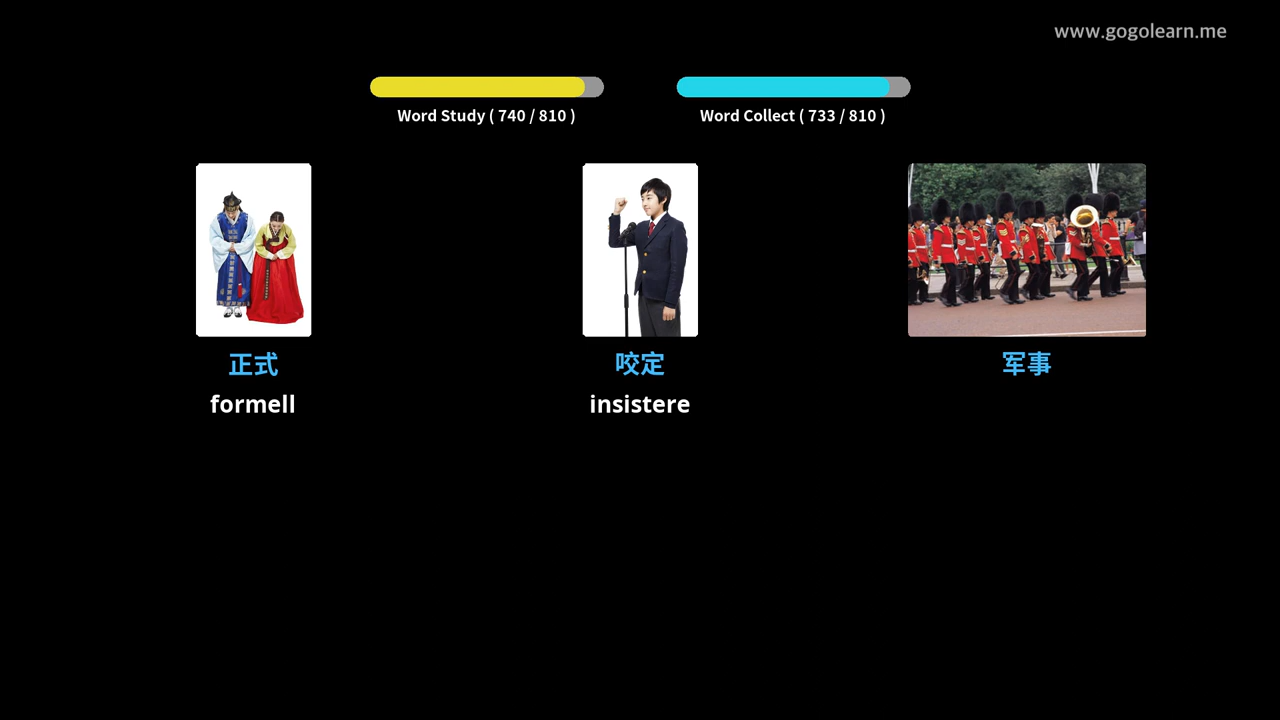 www.gogolearn.me
Word Study ( 740 / 810 )
Word Collect ( 733 / 810 )
正式
formell
咬定
insistere
军事